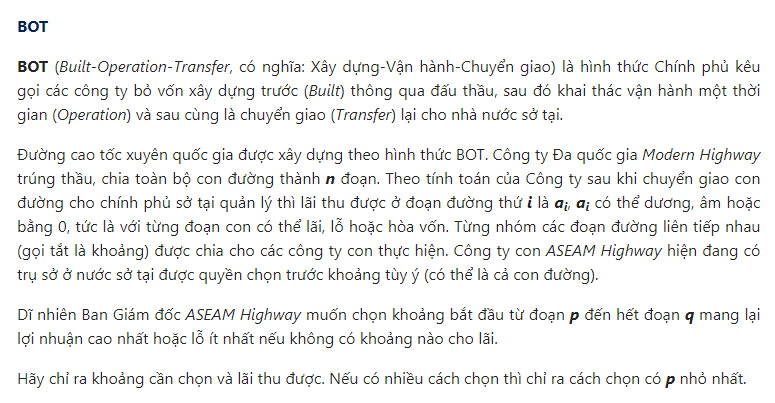 BOT
BOT (Built-Operation-Transfer, có nghĩa: Xây dựng-Vận hành-Chuyển giao) là hình thức Chính phủ kêu
gọi các công ty bỏ vốn xây dựng trước (Built) thông qua đấu thầu, sau đó khai thác vận hành một thời
gian (Operation) và sau cùng là chuyển giao (Transfer) lại cho nhà nước sở tại.
Đường cao tốc xuyên quốc gia được xây dựng theo hình thức BOT. Công ty Đa quốc gia Modern Highway
trúng thầu, chia toàn bộ con đường thành n đoạn. Theo tính toán của Công ty sau khi chuyển giao con
đường cho chính phủ sở tại quản lý thì lãi thu được ở đoạn đường thứ i là aᵢ, aᵢ có thể dương, âm hoặc
bằng 0, tức là với từng đoạn con có thể lãi, lỗ hoặc hòa vốn. Từng nhóm các đoạn đường liên tiếp nhau
(gọi tắt là khoảng) được chia cho các công ty con thực hiện. Công ty con ASEAM Highway hiện đang có
trụ sở ở nước sở tại được quyền chọn trước khoảng tùy ý (có thể là cả con đường).
Dĩ nhiên Ban Giám đốc ASEAM Highway muốn chọn khoảng bắt đầu từ đoạn p đến hết đoạn q mang lại
lợi nhuận cao nhất hoặc lỗ ít nhất nếu không có khoảng nào cho lãi.
Hãy chỉ ra khoảng cần chọn và lãi thu được. Nếu có nhiều cách chọn thì chỉ ra cách chọn có p nhỏ nhất.